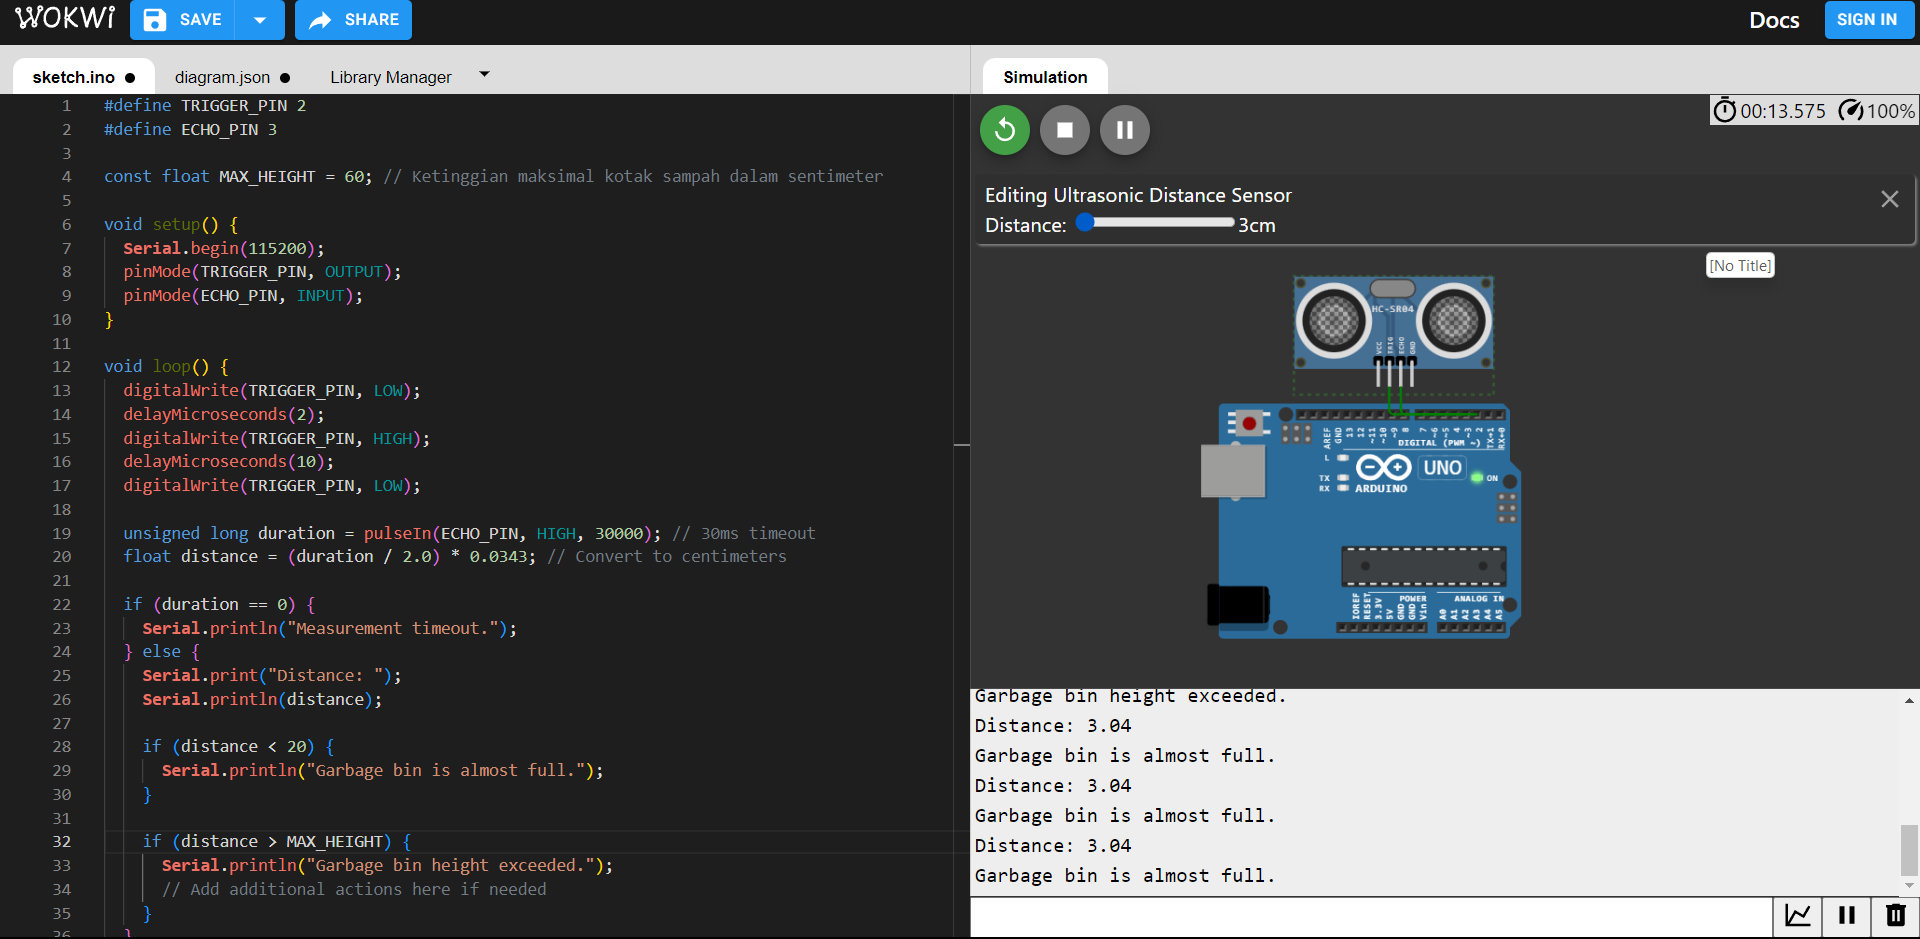 WOKWI
SAVE
SHARE
Docs
SIGN IN
sketch.ino ●
diagram.json ●
Library Manager
Simulation
1 #define TRIGGER_PIN 2
2 #define ECHO_PIN 3
3
4 const float MAX_HEIGHT = 60; // Ketinggian maksimal kotak sampah dalam sentimeter
5
6 void setup() {
7 Serial.begin(115200);
8 pinMode(TRIGGER_PIN, OUTPUT);
9 pinMode(ECHO_PIN, INPUT);
10 }
11
12 void loop() {
13 digitalWrite(TRIGGER_PIN, LOW);
14 delayMicroseconds(2);
15 digitalWrite(TRIGGER_PIN, HIGH);
16 delayMicroseconds(10);
17 digitalWrite(TRIGGER_PIN, LOW);
18
19 unsigned long duration = pulseIn(ECHO_PIN, HIGH, 30000); // 30ms timeout
20 float distance = (duration / 2.0) * 0.0343; // Convert to centimeters
21
22 if (duration == 0) {
23 Serial.println("Measurement timeout.");
24 } else {
25 Serial.print("Distance: ");
26 Serial.println(distance);
27
28 if (distance < 20) {
29 Serial.println("Garbage bin is almost full.");
30 }
31
32 if (distance > MAX_HEIGHT) {
33 Serial.println("Garbage bin height exceeded.");
34 // Add additional actions here if needed
35 }
36 }
00:13.575 100%
Editing Ultrasonic Distance Sensor
Distance: 3cm
[No Title]
HC-SR04
VCC
TRIG
ECHO
GND
AREF
GND
13
12
~11
~10
~9
8
7
~6
~5
4
~3
2
TX→1
RX←0
DIGITAL (PWM ~)
L
TX
RX
UNO
ARDUINO
ON
IOREF
RESET
3.3V
5V
GND
GND
Vin
POWER
ANALOG IN
A0
A1
A2
A3
A4
A5
Garbage bin height exceeded.
Distance: 3.04
Garbage bin is almost full.
Distance: 3.04
Garbage bin is almost full.
Distance: 3.04
Garbage bin is almost full.